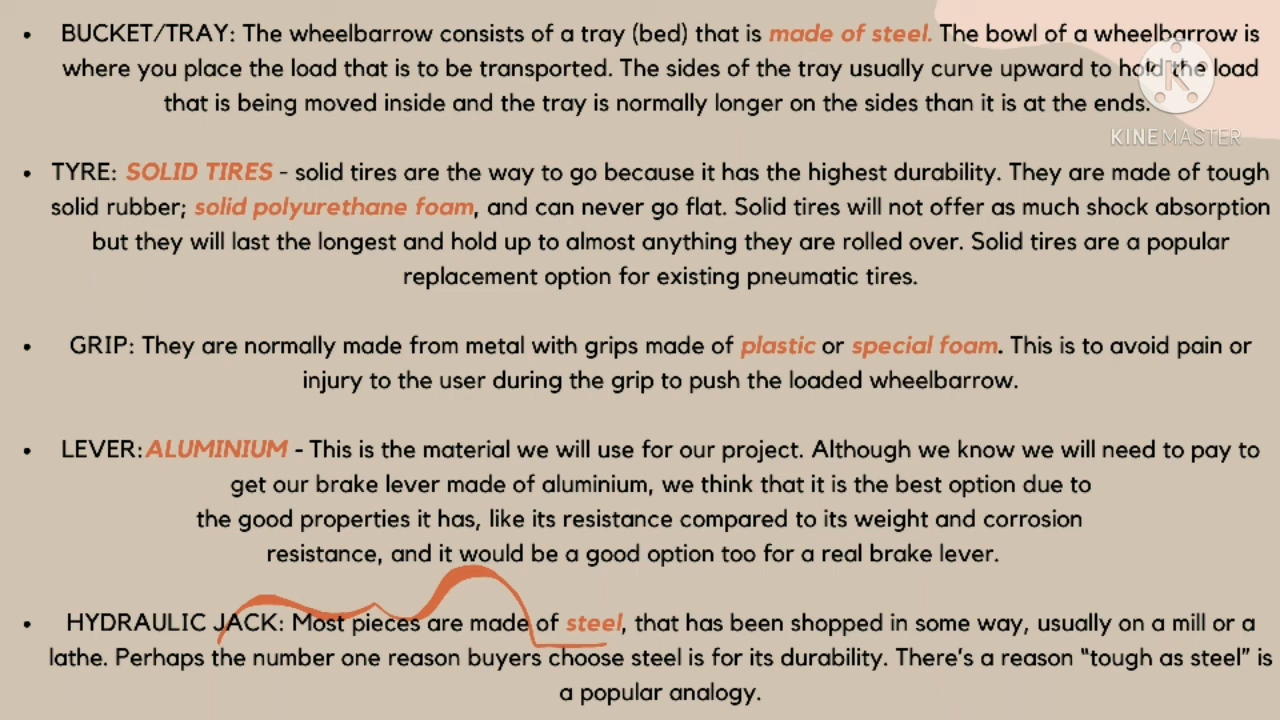 • BUCKET/TRAY: The wheelbarrow consists of a tray (bed) that is made of steel. The bowl of a wheelbarrow is
where you place the load that is to be transported. The sides of the tray usually curve upward to hold the load
that is being moved inside and the tray is normally longer on the sides than it is at the ends.
KINEMASTER
• TYRE: SOLID TIRES - solid tires are the way to go because it has the highest durability. They are made of tough
solid rubber; solid polyurethane foam, and can never go flat. Solid tires will not offer as much shock absorption
but they will last the longest and hold up to almost anything they are rolled over. Solid tires are a popular
replacement option for existing pneumatic tires.
• GRIP: They are normally made from metal with grips made of plastic or special foam. This is to avoid pain or
injury to the user during the grip to push the loaded wheelbarrow.
• LEVER: ALUMINIUM - This is the material we will use for our project. Although we know we will need to pay to
get our brake lever made of aluminium, we think that it is the best option due to
the good properties it has, like its resistance compared to its weight and corrosion
resistance, and it would be a good option too for a real brake lever.
• HYDRAULIC JACK: Most pieces are made of steel, that has been shopped in some way, usually on a mill or a
lathe. Perhaps the number one reason buyers choose steel is for its durability. There's a reason “tough as steel” is
a popular analogy.